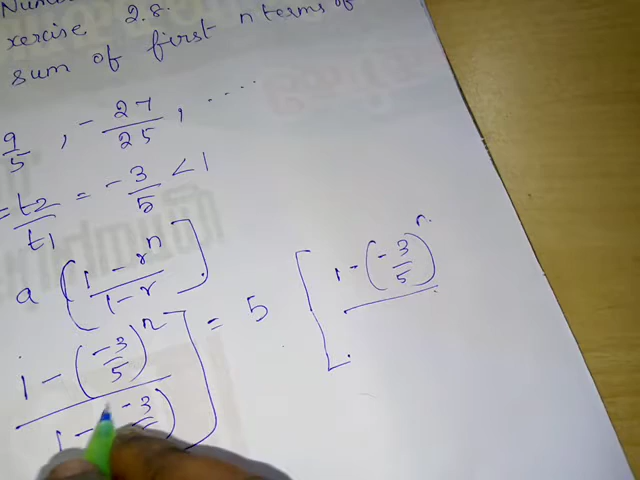 Numbe
xercise 2.8.
sum of first n terms of
9/5, - 27/25, ....
= t2/t1 = - 3/5 < 1
a [ (1 - r^n)/(1 - r) ]
[ (1 - (-3/5)^n)/(1 - (-3/5)) ] = 5 [ (1 - (-3/5)^n)/